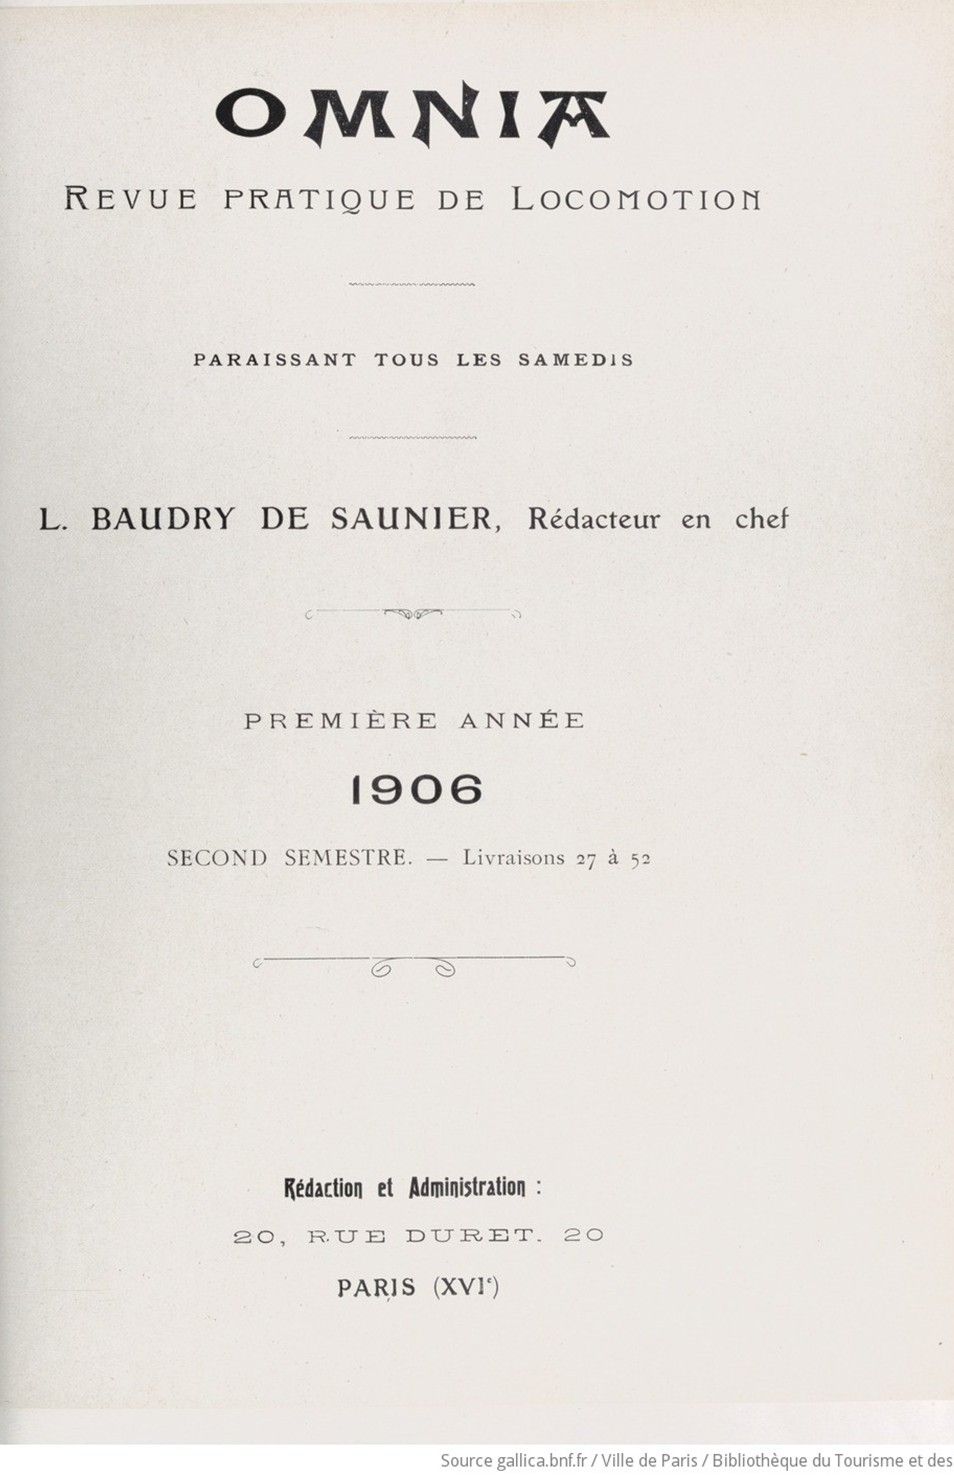 OMNIA
REVUE PRATIQUE DE LOCOMOTION
PARAISSANT TOUS LES SAMEDIS
L. BAUDRY DE SAUNIER, Rédacteur en chef
PREMIÈRE ANNÉE
1906
SECOND SEMESTRE. — Livraisons 27 à 52
Rédaction et Administration :
20, RUE DURET. 20
PARIS (XVIᵉ)
Source gallica.bnf.fr / Ville de Paris / Bibliothèque du Tourisme et des